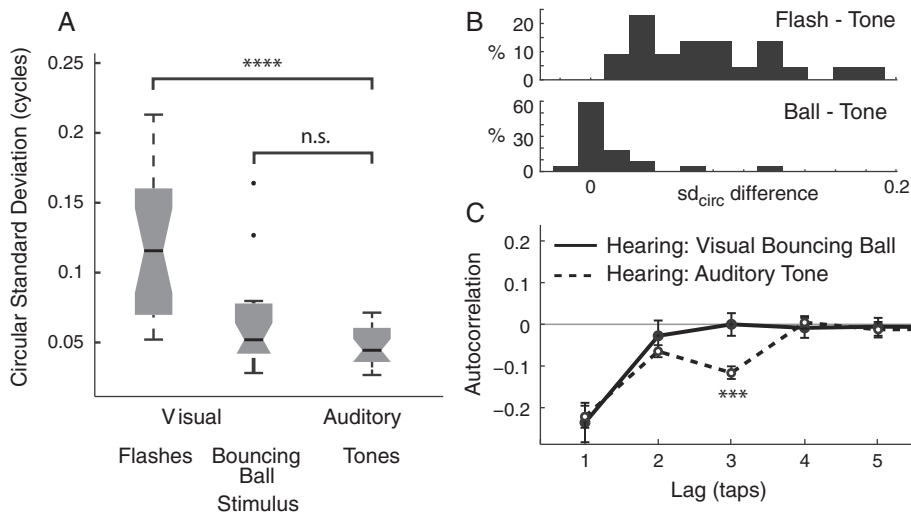 A
Circular Standard Deviation (cycles)
0.25
0.2
0.15
0.1
0.05
****
n.s.
Visual
Auditory
Flashes
Bouncing
Ball
Tones
Stimulus
B
Flash - Tone
%
20
10
0
Ball - Tone
%
60
30
0
0
0.2
sdcirc difference
C
Hearing: Visual Bouncing Ball
Hearing: Auditory Tone
Autocorrelation
0.2
0.1
0
−0.1
−0.2
***
1
2
3
4
5
Lag (taps)